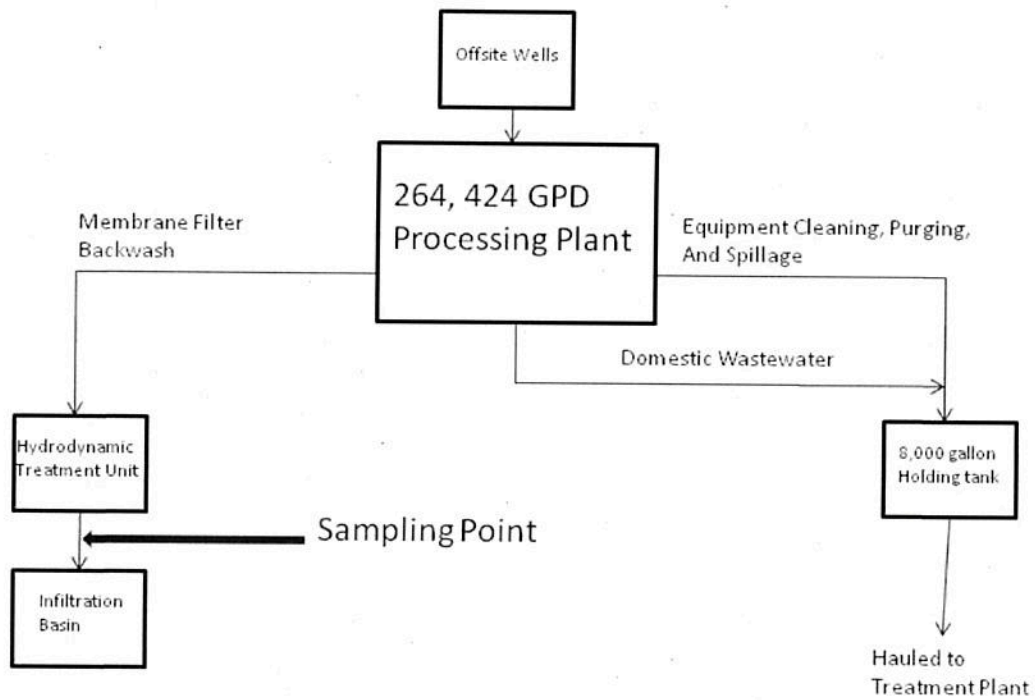 Offsite Wells
264, 424 GPD
Processing Plant
Membrane Filter
Backwash
Equipment Cleaning, Purging,
And Spillage
Domestic Wastewater
Hydrodynamic
Treatment Unit
8,000 gallon
Holding tank
Sampling Point
Infiltration
Basin
Hauled to
Treatment Plant